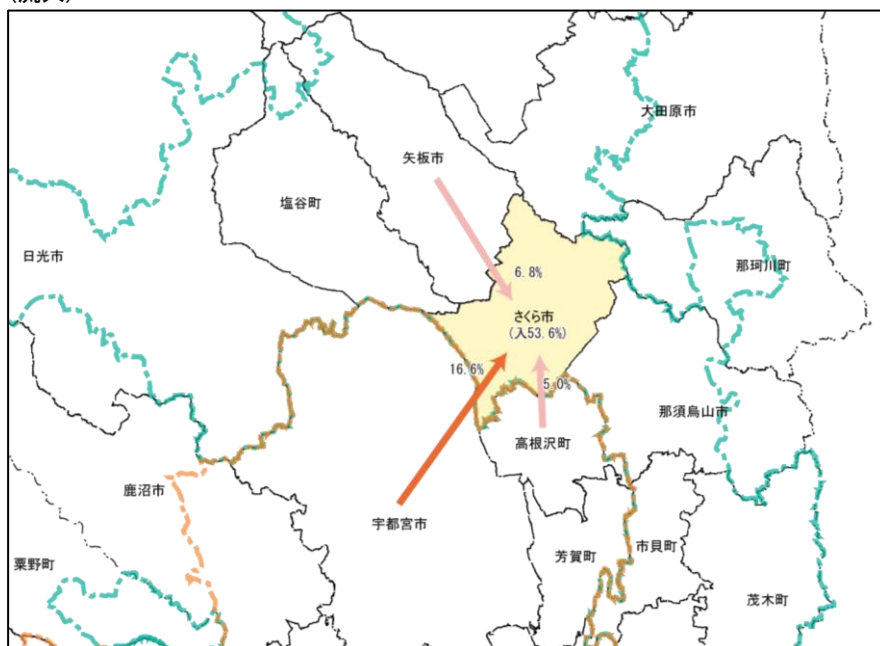 (流入)
大田原市
矢板市
塩谷町
日光市
那珂川町
6.8%
さくら市
(入53.6%)
16.6%
5.0%
那須烏山市
高根沢町
鹿沼市
宇都宮市
芳賀町
市貝町
粟野町
茂木町